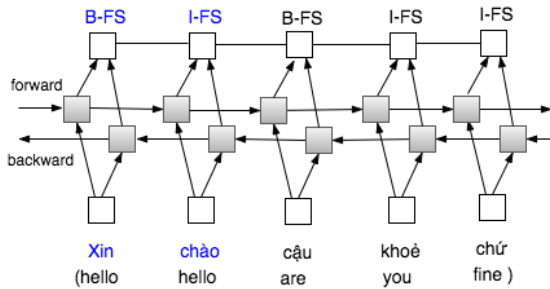 B-FS I-FS B-FS I-FS I-FS
forward
backward
Xin chào cậu khoẻ chứ
(hello hello are you fine )